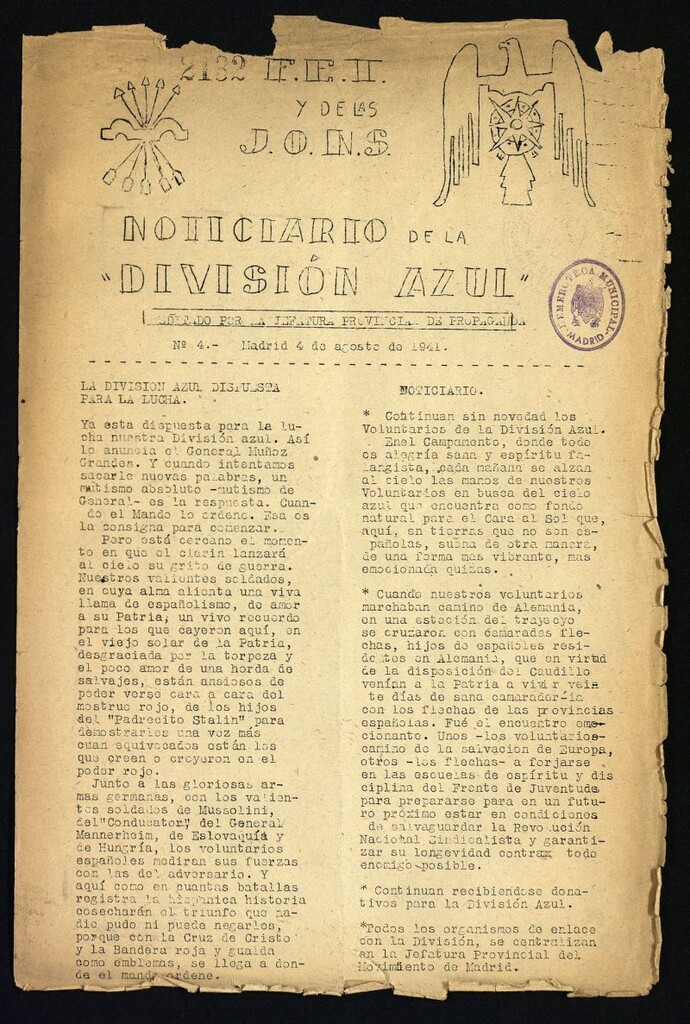 2182 F.E.T.
Y DE LAS
J.O.N.S.
NOTICIARIO DE LA
"DIVISIÓN AZUL"
EDITADO POR LA JEFATURA PROVINCIAL DE PROPAGANDA
HEMEROTECA MUNICIPAL
MADRID
Nº 4.- Madrid 4 de agosto de 1941.
LA DIVISION AZUL DISPUESTA
PARA LA LUCHA.
Ya esta dispuesta para la lu-
cha nuestra División azul. Así
lo anuncia el General Muñoz
Grandes. Y cuando intentamos
sacarle nuevas palabras, un
mutismo absoluto -mutismo de
General- es la respuesta. Cuan-
do el Mando lo ordene. Esa es
la consigna para comenzar.
Pero está cercano el momen-
to en que el clarin lanzará
al cielo su grito de guerra.
Nuestros valientes soldados,
en cuya alma alienta una viva
llama de españolismo, de amor
a su Patria, un vivo recuerdo
para los que cayeron aquí, en
el viejo solar de la Patria,
desgraciada por la torpeza y
el poco amor de una horda de
salvajes, están ansiosos de
poder verse cara a cara del
mostruo rojo, de los hijos
del "Padrecito Stalin" para
demostrarles una vez más
cuan equivocados están los
que creen o creyeron en el
poder rojo.
Junto a las gloriosas ar-
mas germanas, con los valien-
tes soldados de Mussolini,
del"Conducator" del General
Mannerheim, de Eslovaquía y
de Hungría, los voluntarios
españoles mediran sus fuerzas
con las del adversario. Y
aquí como en cuantas batallas
registra la hispanica historia
cosecharán el triunfo que na-
die pudo ni puede negarles,
porque con la Cruz de Cristo
y la Bandera roja y gualda
como emblemas, se llega a don-
de el mando ordene.
NOTICIARIO.
* Continuan sin novedad los
Voluntarios de la División Azul.
Enel Campamento, donde todo
es alegría sana y espíritu fa-
langista, cada mañana se alzan
al cielo las manos de nuestros
Voluntarios en busca del cielo
azul que encuentra como fondo
natural para el Cara al Sol que,
aquí, en tierras que no son es-
pañolas, suena de otra manera,
de una forma mas vibrante, mas
emocionada quizas.
* Cuando nuestros voluntarios
marchaban camino de Alemania,
en una estación del trayecyo
se cruzaron con camaradas fle-
chas, hijos de españoles resi-
dentes en Alemania, que en virtud
de la disposición del Caudillo
venían a la Patria a vivir vein
te días de sana camaradería
con los flechas de las provincias
españolas. Fué el encuentro emo-
cionante. Unos -los voluntarios-
camino de la salvacion de Europa,
otros -los flechas- a forjarse
en las escuelas de espíritu y dis
ciplina del Frente de Juventude
para prepararse para en un futu-
ro próximo estar en condiciones
de salvaguardar la Revolución
Nacional Sindicalista y garanti-
zar su longevidad contra todo
enemigo posible.
* Continuan recibiendose dona-
tivos para la División Azul.
*Todos los organismos de enlace
con la División, se centralizan
en la Jefatura Provincial del
Movimiento de Madrid.